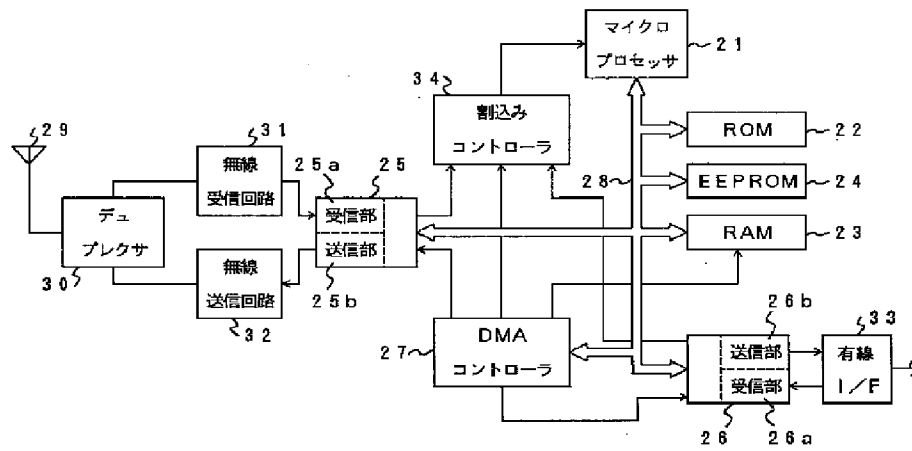 マイクロ
プロセッサ
21
34
割込み
コントローラ
ROM
22
29
31
無線
受信回路
25a
25
28
EEPROM
24
デュ
プレクサ
30
受信部
送信部
RAM
23
無線
送信回路
32
25b
26b
33
27
DMA
コントローラ
送信部
受信部
有線
I/F
26
26a